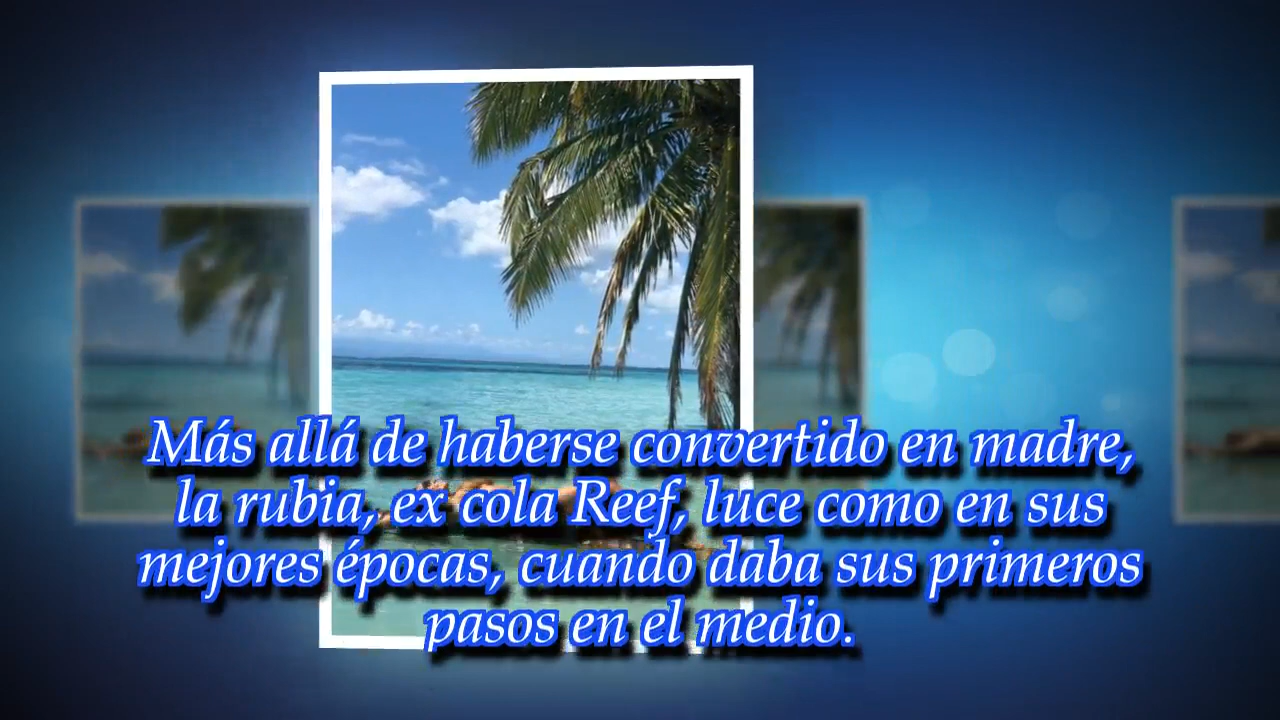 Más allá de haberse convertido en madre,
la rubia, ex cola Reef, luce como en sus
mejores épocas, cuando daba sus primeros
pasos en el medio.